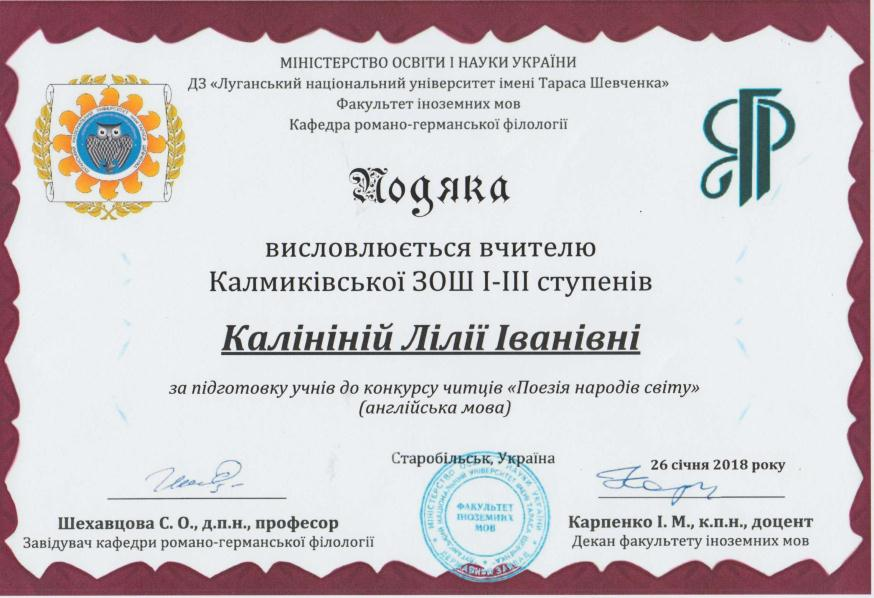 МІНІСТЕРСТВО ОСВІТИ І НАУКИ УКРАЇНИ
ДЗ «Луганський національний університет імені Тараса Шевченка»
Факультет іноземних мов
Кафедра романо-германської філології
Подяка
висловлюється вчителю
Калмиківської ЗОШ І-ІІІ ступенів
Калініній Лілії Іванівні
за підготовку учнів до конкурсу читців «Поезія народів світу»
(англійська мова)
Старобільськ, Україна
26 січня 2018 року
ФАКУЛЬТЕТ
ІНОЗЕМНИХ
МОВ
Шехавцова С. О., д.п.н., професор
Завідувач кафедри романо-германської філології
Карпенко І. М., к.п.н., доцент
Декан факультету іноземних мов